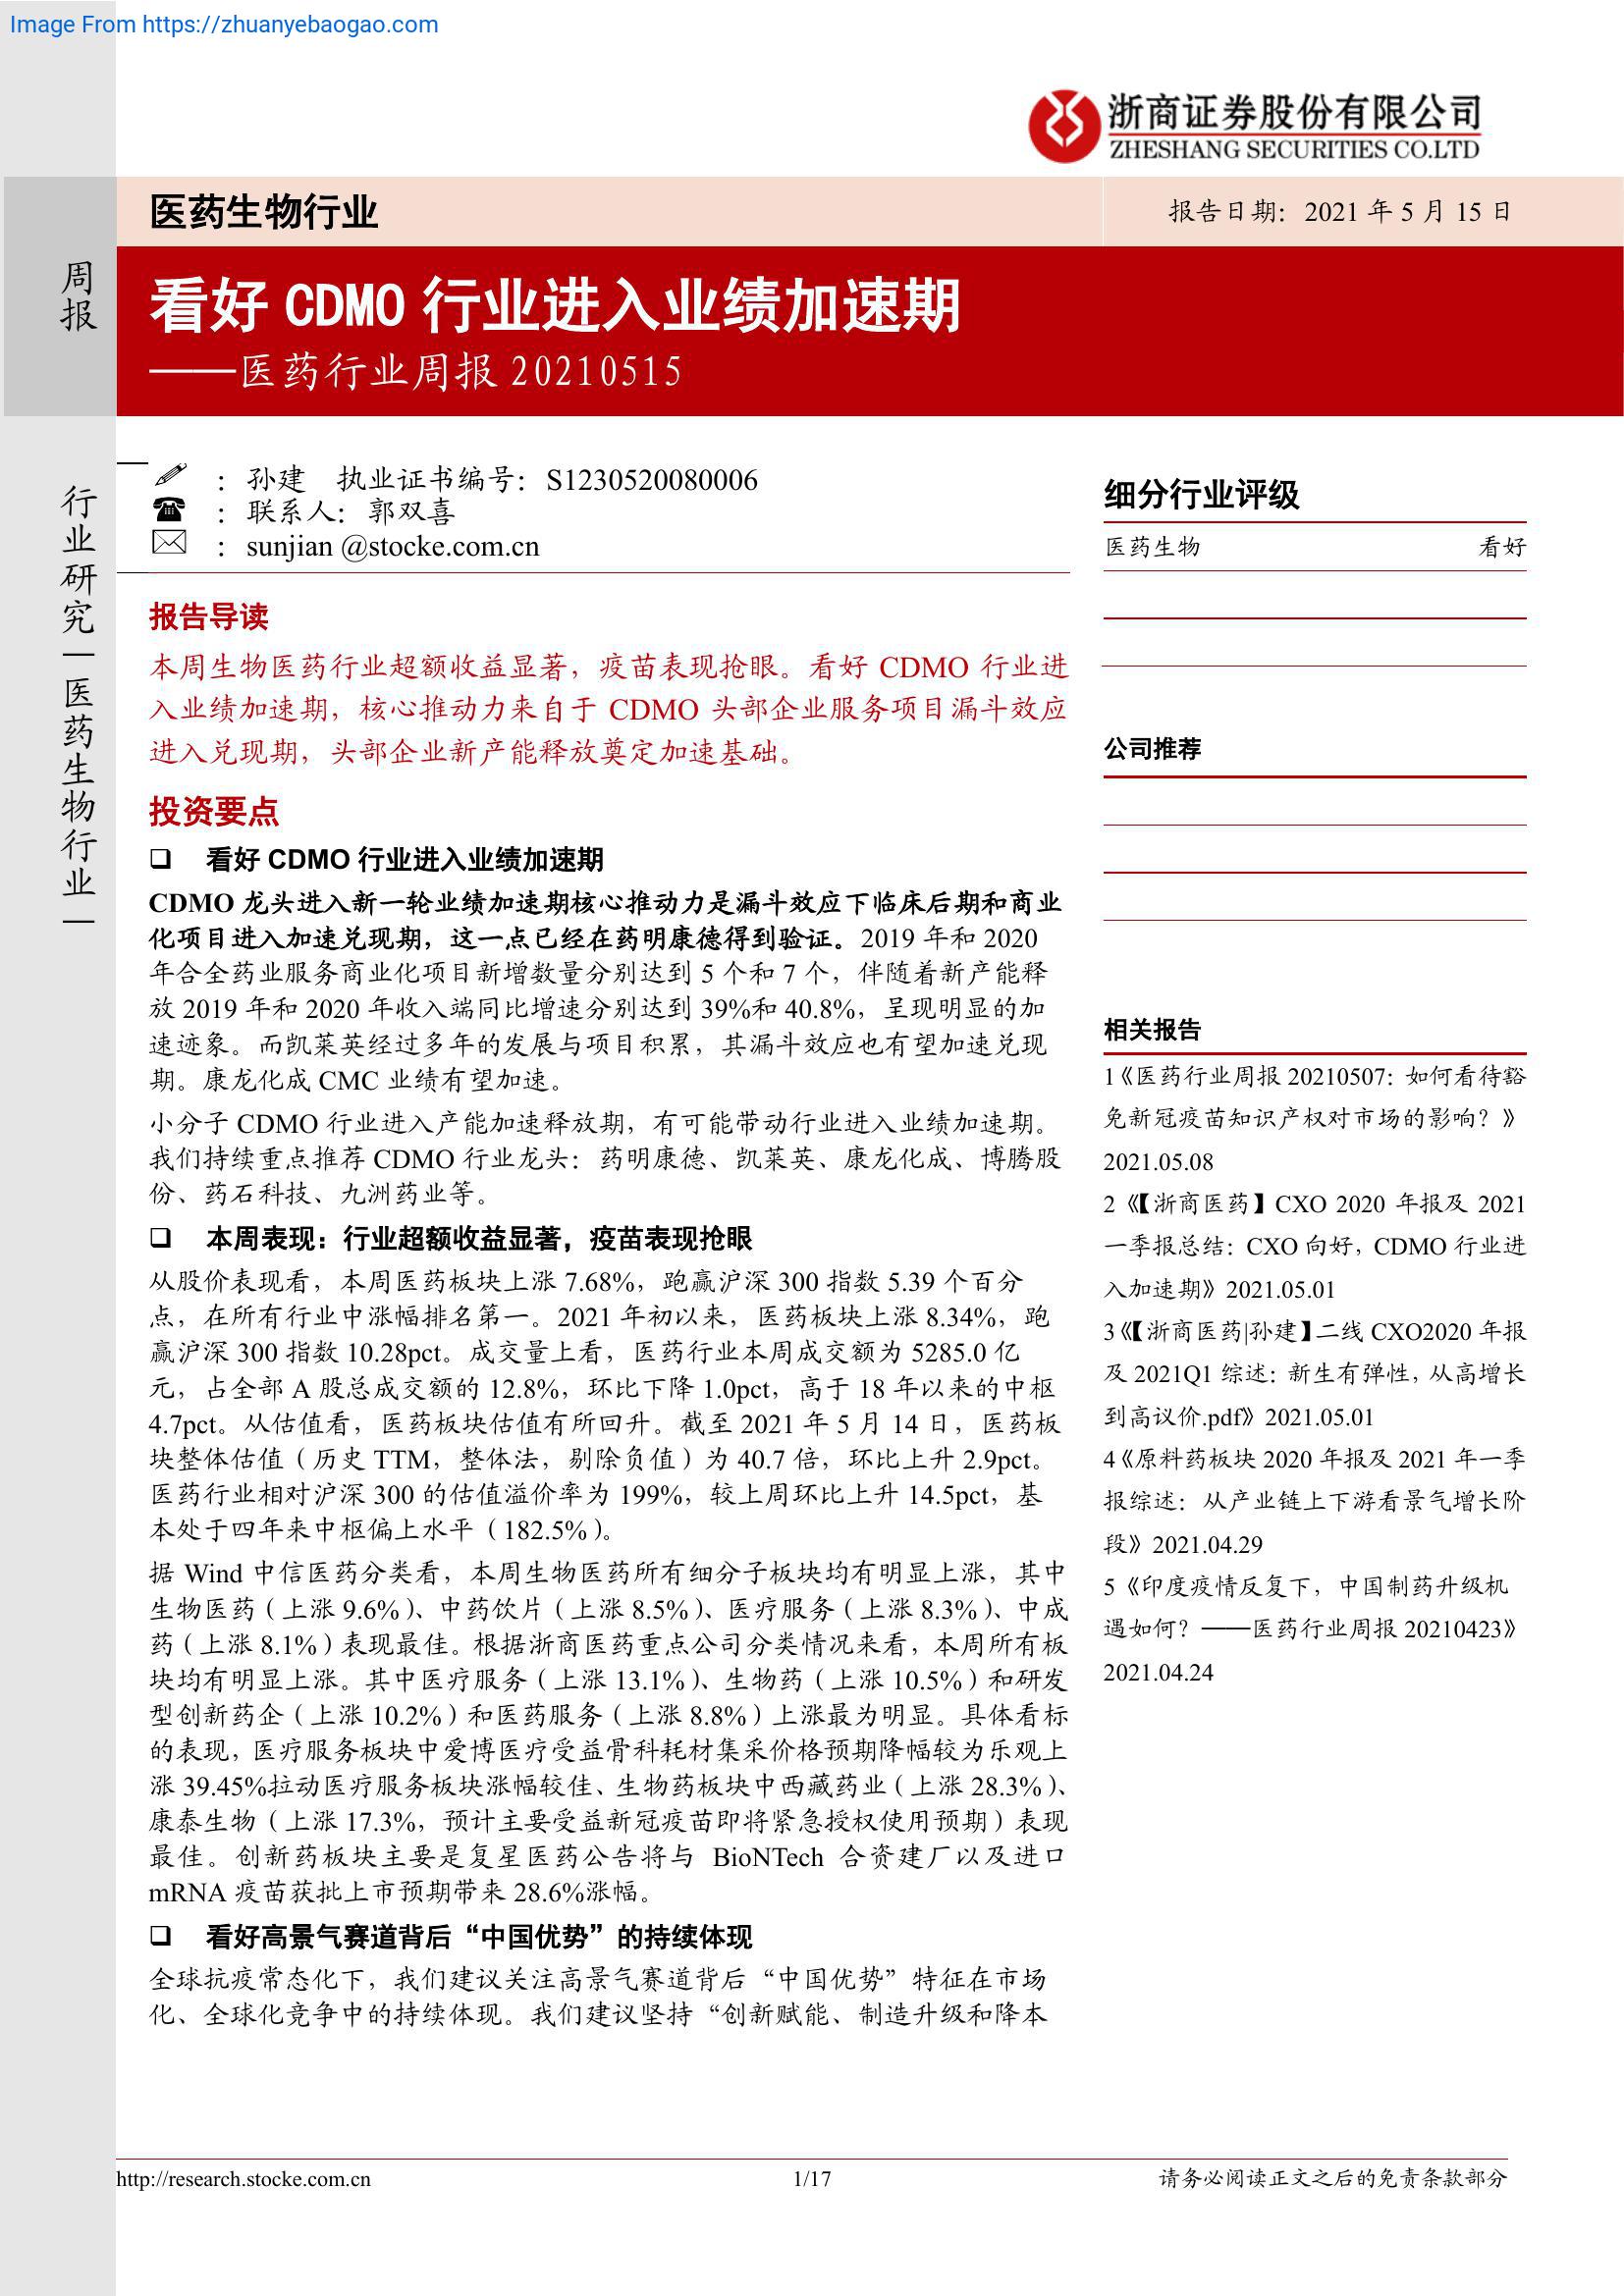 Image From https://zhuanyebaogao.com
浙商证券股份有限公司
ZHESHANG SECURITIES CO.LTD
医药生物行业
报告日期：2021 年 5 月 15 日
周报
看好 CDMO 行业进入业绩加速期
——医药行业周报 20210515
行业研究｜医药生物行业｜
：孙建 执业证书编号：S1230520080006
：联系人：郭双喜
：sunjian @stocke.com.cn
报告导读
本周生物医药行业超额收益显著，疫苗表现抢眼。看好 CDMO 行业进
入业绩加速期，核心推动力来自于 CDMO 头部企业服务项目漏斗效应
进入兑现期，头部企业新产能释放奠定加速基础。
投资要点
❑ 看好 CDMO 行业进入业绩加速期
CDMO 龙头进入新一轮业绩加速期核心推动力是漏斗效应下临床后期和商业
化项目进入加速兑现期，这一点已经在药明康德得到验证。2019 年和 2020
年合全药业服务商业化项目新增数量分别达到 5 个和 7 个，伴随着新产能释
放 2019 年和 2020 年收入端同比增速分别达到 39%和 40.8%，呈现明显的加
速迹象。而凯莱英经过多年的发展与项目积累，其漏斗效应也有望加速兑现
期。康龙化成 CMC 业绩有望加速。
小分子 CDMO 行业进入产能加速释放期，有可能带动行业进入业绩加速期。
我们持续重点推荐 CDMO 行业龙头：药明康德、凯莱英、康龙化成、博腾股
份、药石科技、九洲药业等。
❑ 本周表现：行业超额收益显著，疫苗表现抢眼
从股价表现看，本周医药板块上涨 7.68%，跑赢沪深 300 指数 5.39 个百分
点，在所有行业中涨幅排名第一。2021 年初以来，医药板块上涨 8.34%，跑
赢沪深 300 指数 10.28pct。成交量上看，医药行业本周成交额为 5285.0 亿
元，占全部 A 股总成交额的 12.8%，环比下降 1.0pct，高于 18 年以来的中枢
4.7pct。从估值看，医药板块估值有所回升。截至 2021 年 5 月 14 日，医药板
块整体估值（历史 TTM，整体法，剔除负值）为 40.7 倍，环比上升 2.9pct。
医药行业相对沪深 300 的估值溢价率为 199%，较上周环比上升 14.5pct，基
本处于四年来中枢偏上水平（182.5%）。
据 Wind 中信医药分类看，本周生物医药所有细分子板块均有明显上涨，其中
生物医药（上涨 9.6%）、中药饮片（上涨 8.5%）、医疗服务（上涨 8.3%）、中成
药（上涨 8.1%）表现最佳。根据浙商医药重点公司分类情况来看，本周所有板
块均有明显上涨。其中医疗服务（上涨 13.1%）、生物药（上涨 10.5%）和研发
型创新药企（上涨 10.2%）和医药服务（上涨 8.8%）上涨最为明显。具体看标
的表现，医疗服务板块中爱博医疗受益骨科耗材集采价格预期降幅较为乐观上
涨 39.45%拉动医疗服务板块涨幅较佳、生物药板块中西藏药业（上涨 28.3%）、
康泰生物（上涨 17.3%，预计主要受益新冠疫苗即将紧急授权使用预期）表现
最佳。创新药板块主要是复星医药公告将与 BioNTech 合资建厂以及进口
mRNA 疫苗获批上市预期带来 28.6%涨幅。
❑ 看好高景气赛道背后“中国优势”的持续体现
全球抗疫常态化下，我们建议关注高景气赛道背后“中国优势”特征在市场
化、全球化竞争中的持续体现。我们建议坚持“创新赋能、制造升级和降本
细分行业评级
医药生物 看好
公司推荐
相关报告
1《医药行业周报 20210507：如何看待豁
免新冠疫苗知识产权对市场的影响？》
2021.05.08
2《【浙商医药】CXO 2020 年报及 2021
一季报总结：CXO 向好，CDMO 行业进
入加速期》2021.05.01
3《【浙商医药|孙建】二线 CXO2020 年报
及 2021Q1 综述：新生有弹性，从高增长
到高议价.pdf》2021.05.01
4《原料药板块 2020 年报及 2021 年一季
报综述：从产业链上下游看景气增长阶
段》2021.04.29
5《印度疫情反复下，中国制药升级机
遇如何？——医药行业周报 20210423》
2021.04.24
http://research.stocke.com.cn
1/17
请务必阅读正文之后的免责条款部分